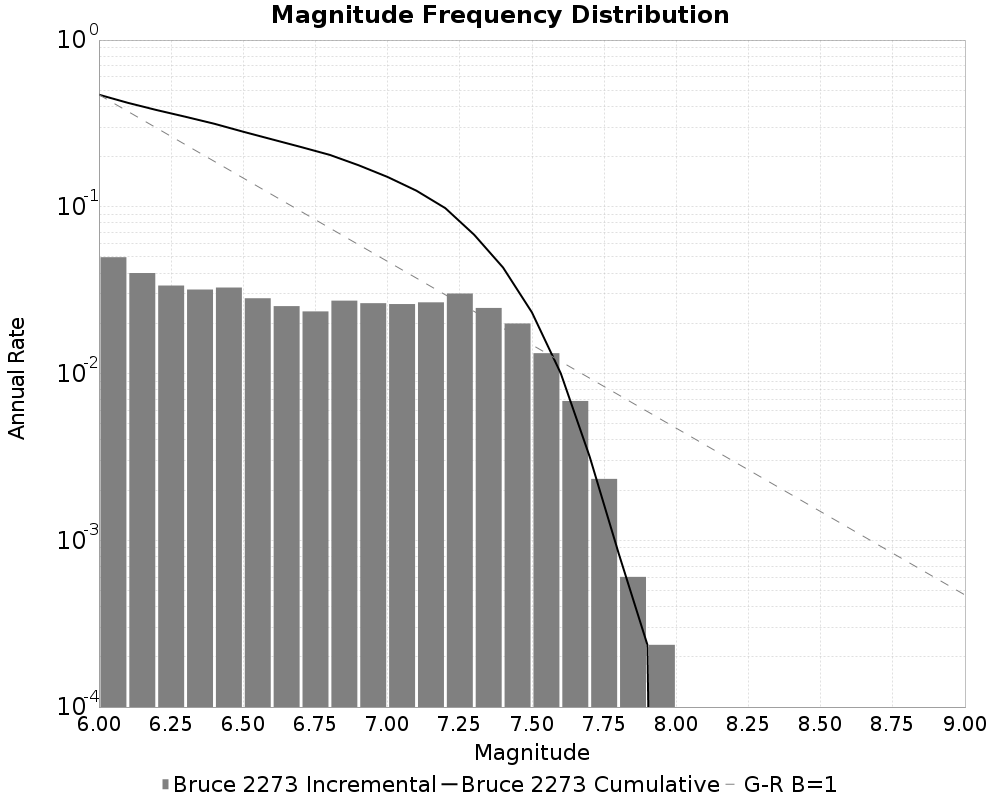 Magnitude Frequency Distribution
10^0
10^-1
10^-2
10^-3
10^-4
Annual Rate
6.00 6.25 6.50 6.75 7.00 7.25 7.50 7.75 8.00 8.25 8.50 8.75 9.00
Magnitude
Bruce 2273 Incremental Bruce 2273 Cumulative G-R B=1